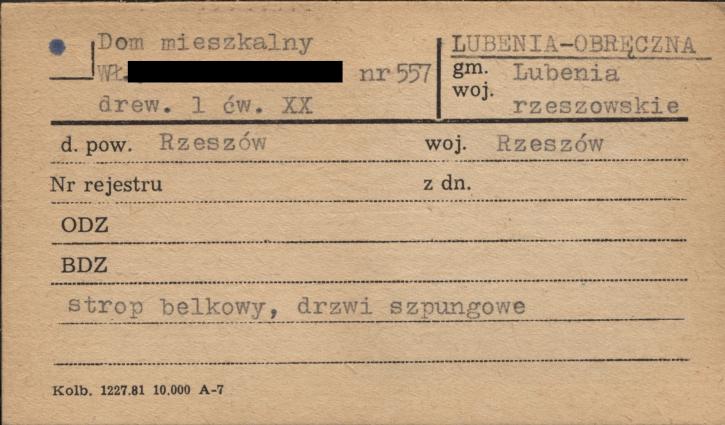 Dom mieszkalny
Wł. nr 557
drew. 1 ćw. XX
LUBENIA-OBRĘCZNA
gm. Lubenia
woj. rzeszowskie
d. pow. Rzeszów woj. Rzeszów
Nr rejestru z dn.
ODZ
BDZ
strop belkowy, drzwi szpungowe
Kolb. 1227.81 10.000 A-7